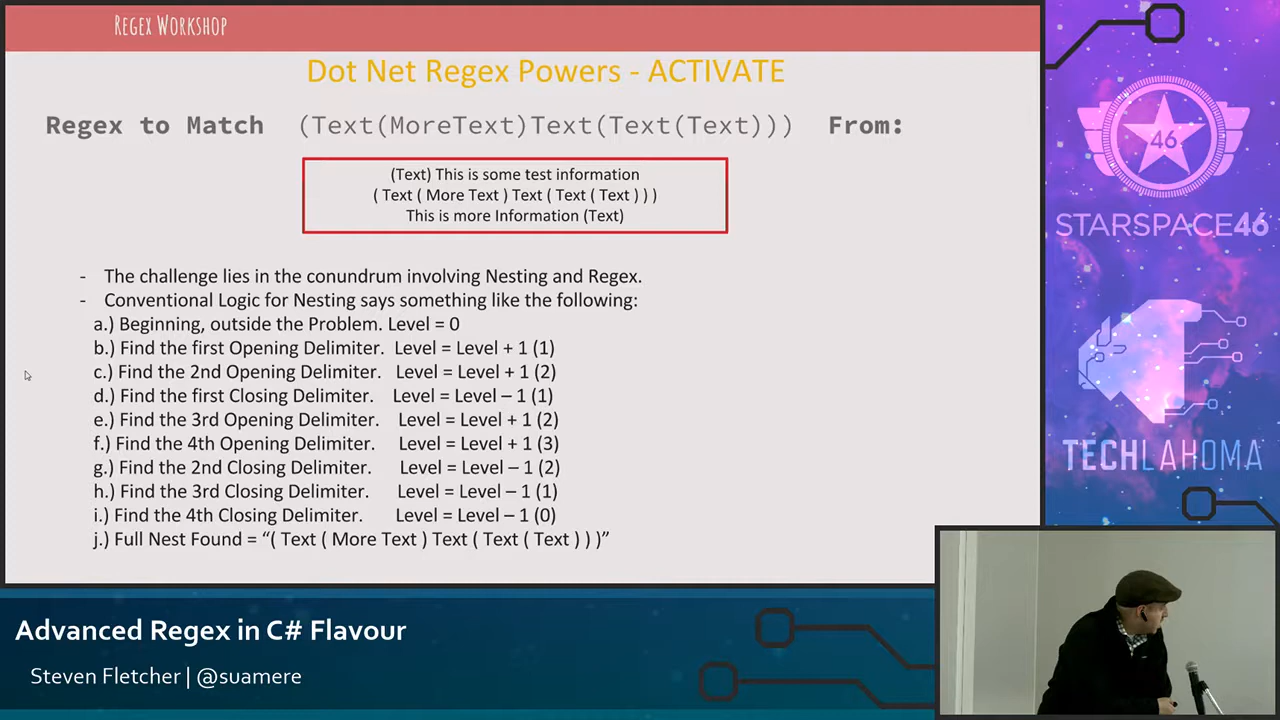 Regex Workshop
Dot Net Regex Powers - ACTIVATE
Regex to Match (Text(MoreText)Text(Text(Text))) From:
(Text) This is some test information
( Text ( More Text ) Text ( Text ( Text ) ) )
This is more Information (Text)
- The challenge lies in the conundrum involving Nesting and Regex.
- Conventional Logic for Nesting says something like the following:
a.) Beginning, outside the Problem. Level = 0
b.) Find the first Opening Delimiter. Level = Level + 1 (1)
c.) Find the 2nd Opening Delimiter. Level = Level + 1 (2)
d.) Find the first Closing Delimiter. Level = Level – 1 (1)
e.) Find the 3rd Opening Delimiter. Level = Level + 1 (2)
f.) Find the 4th Opening Delimiter. Level = Level + 1 (3)
g.) Find the 2nd Closing Delimiter. Level = Level – 1 (2)
h.) Find the 3rd Closing Delimiter. Level = Level – 1 (1)
i.) Find the 4th Closing Delimiter. Level = Level – 1 (0)
j.) Full Nest Found = “( Text ( More Text ) Text ( Text ( Text ) ) )”
46
STARSPACE46
TECHLAHOMA
Advanced Regex in C# Flavour
Steven Fletcher | @suamere